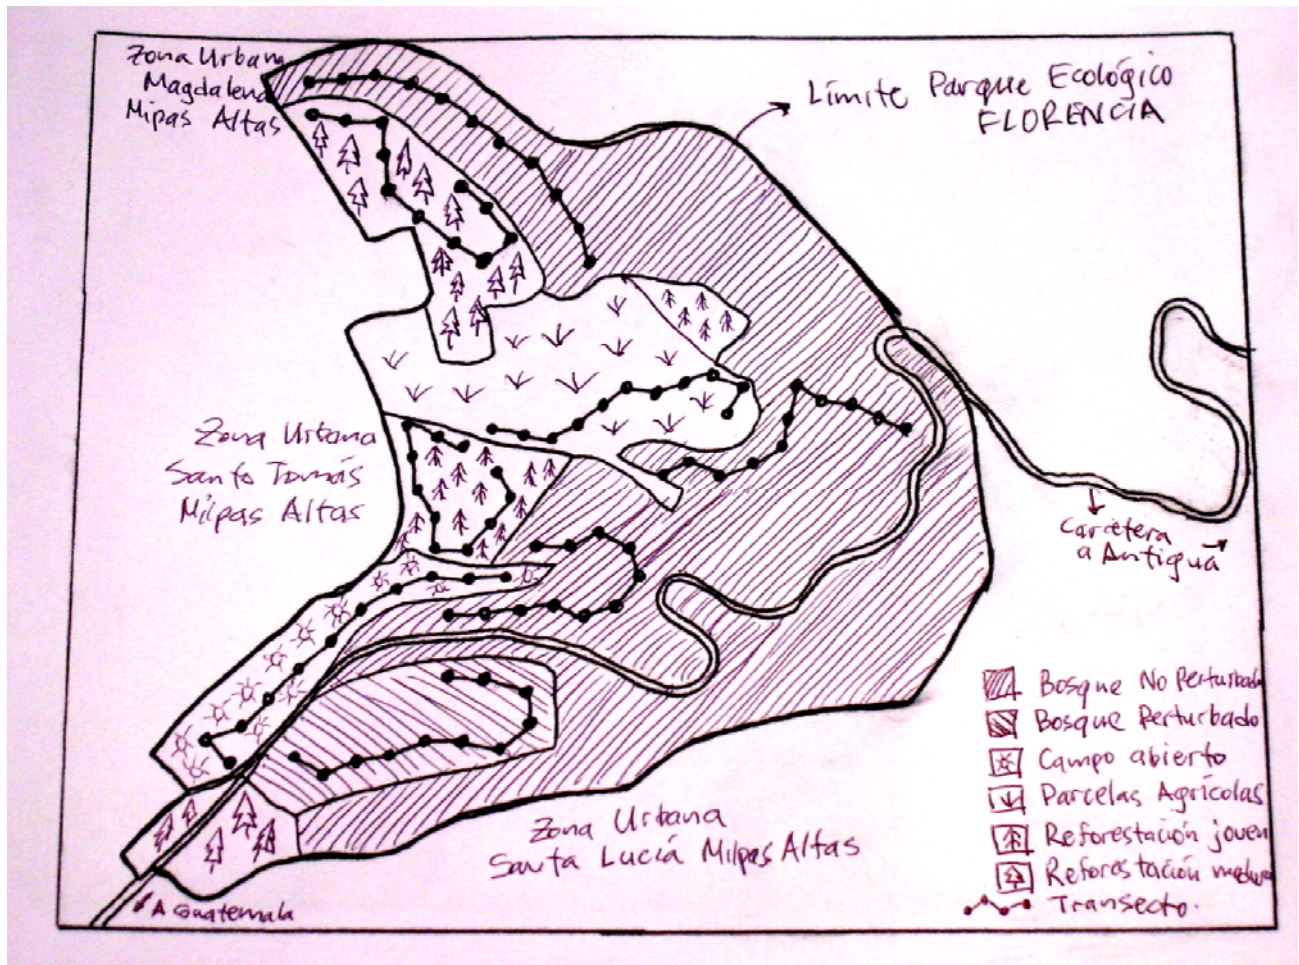 Zona Urbana
Magdalena
Mipas Altas
Límite Parque Ecológico
FLORENCIA
Zona Urbana
Santo Tomás
Milpas Altas
Carretera
a Antigua
Zona Urbana
Santa Lucía Milpas Altas
A Guatemala
Bosque No Perturbado
Bosque Perturbado
Campo abierto
Parcelas Agrícolas
Reforestación joven
Reforestación madura
Transecto.